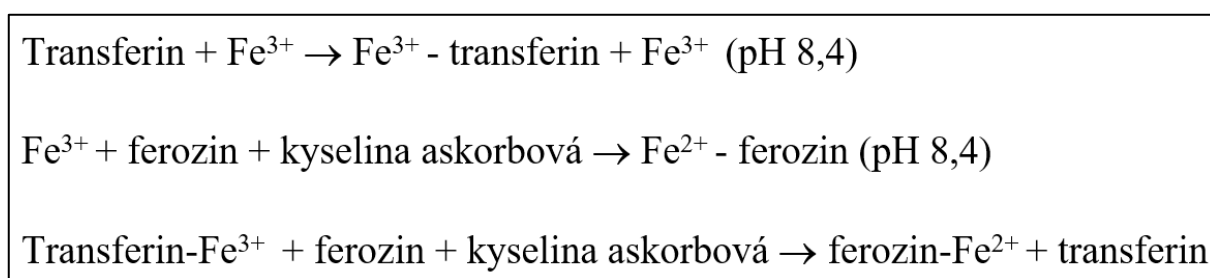 Transferin + Fe³⁺ → Fe³⁺ - transferin + Fe³⁺ (pH 8,4)
Fe³⁺ + ferozin + kyselina askorbová → Fe²⁺ - ferozin (pH 8,4)
Transferin-Fe³⁺ + ferozin + kyselina askorbová → ferozin-Fe²⁺ + transferin